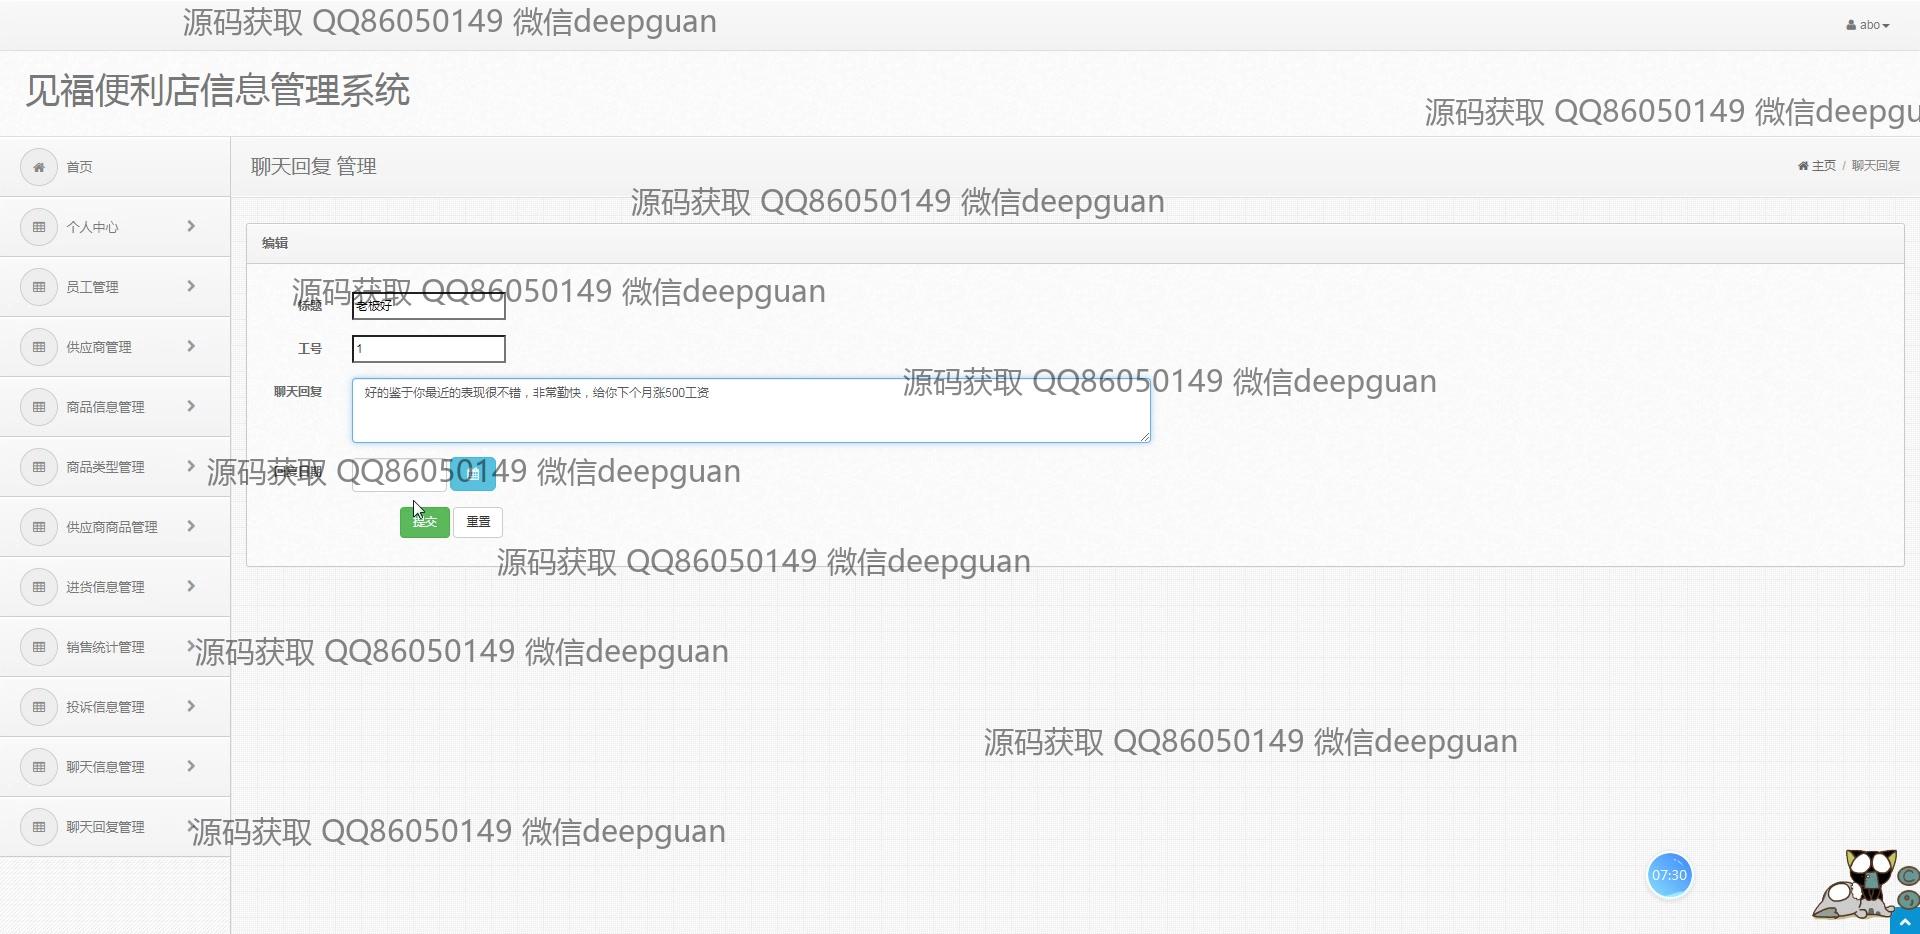 源码获取 QQ86050149 微信deepguan
abo
见福便利店信息管理系统
源码获取 QQ86050149 微信deepgu
首页
聊天回复 管理
主页 / 聊天回复
源码获取 QQ86050149 微信deepguan
个人中心
编辑
员工管理
源码获取 QQ86050149 微信deepguan
标题 老板好
供应商管理
工号 1
源码获取 QQ86050149 微信deepguan
聊天回复 好的鉴于你最近的表现很不错，非常勤快，给你下个月涨500工资
商品信息管理
商品类型管理
源码获取 QQ86050149 微信deepguan
回复日期
供应商商品管理
提交 重置
源码获取 QQ86050149 微信deepguan
进货信息管理
销售统计管理
源码获取 QQ86050149 微信deepguan
投诉信息管理
源码获取 QQ86050149 微信deepguan
聊天信息管理
聊天回复管理
源码获取 QQ86050149 微信deepguan
07:30